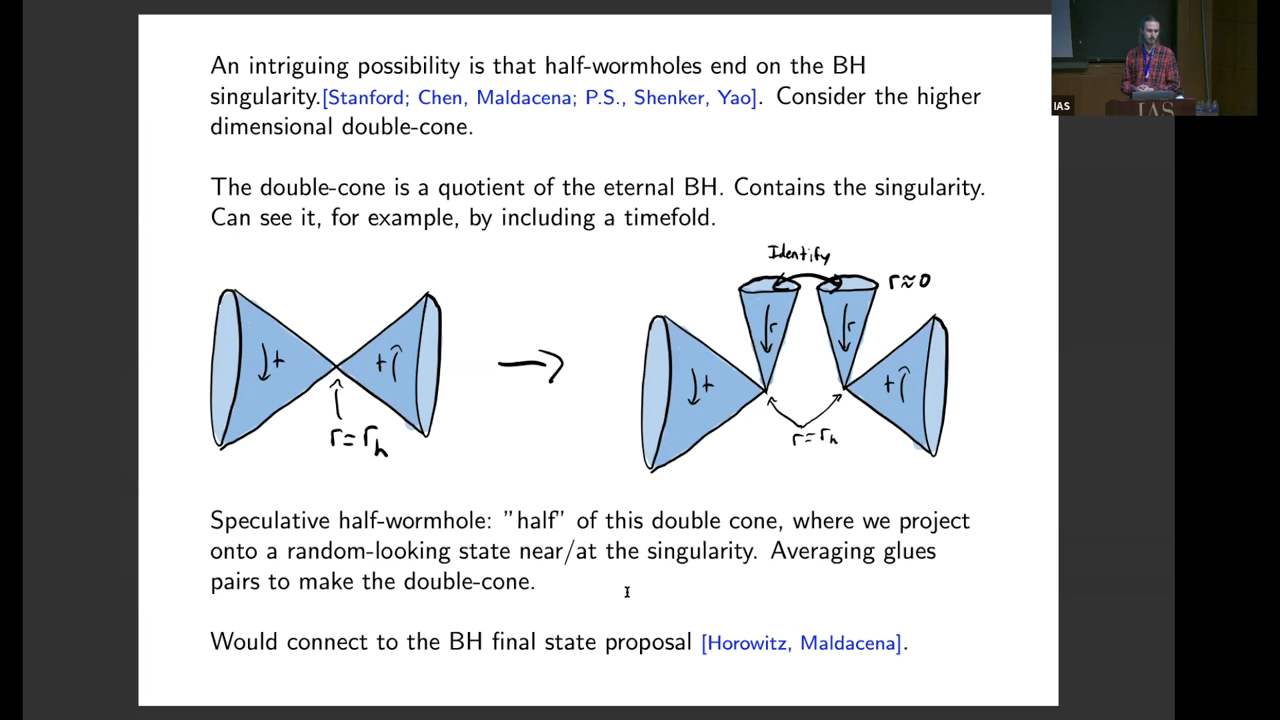 An intriguing possibility is that half-wormholes end on the BH
singularity.[Stanford; Chen, Maldacena; P.S., Shenker, Yao]. Consider the higher
dimensional double-cone.
The double-cone is a quotient of the eternal BH. Contains the singularity.
Can see it, for example, by including a timefold.
Identify
r≈0
↓t
t↑
r=rₕ
↓r
↓r
↓t
t↑
r=rₕ
Speculative half-wormhole: "half" of this double cone, where we project
onto a random-looking state near/at the singularity. Averaging glues
pairs to make the double-cone.
Would connect to the BH final state proposal [Horowitz, Maldacena].
IAS
IAS